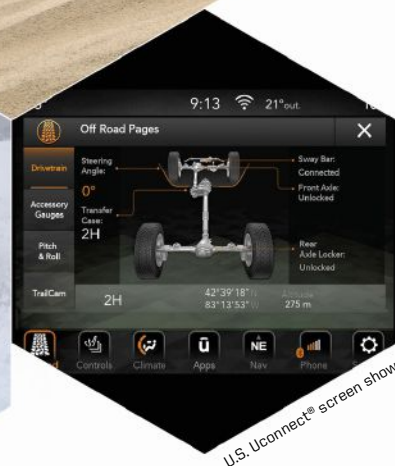 9:13 21°out.
Off Road Pages X
Drivetrain
Accessory
Gauges
Pitch
& Roll
TrailCam
Steering
Angle:
0°
Transfer
Case:
2H
Sway Bar:
Connected
Front Axle:
Unlocked
Rear
Axle Locker:
Unlocked
2H
42°39'18"N
83°13'53"W
Altitude
275 m
Controls
Climate
ū
Apps
NE
Nav
Phone
U.S. Uconnect® screen show